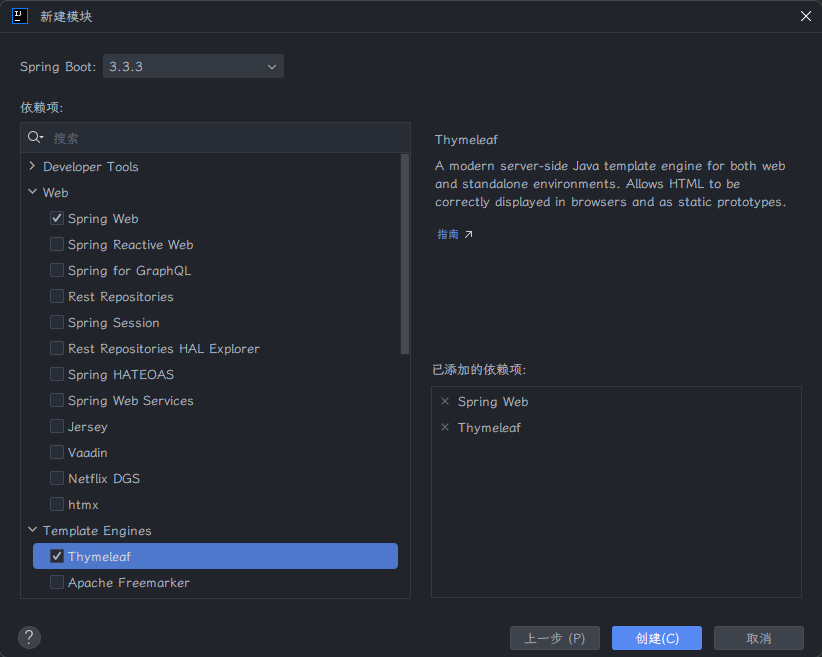 新建模块
Spring Boot: 3.3.3
依赖项:
搜索
Developer Tools
Web
Spring Web
Spring Reactive Web
Spring for GraphQL
Rest Repositories
Spring Session
Rest Repositories HAL Explorer
Spring HATEOAS
Spring Web Services
Jersey
Vaadin
Netflix DGS
htmx
Template Engines
Thymeleaf
Apache Freemarker
Thymeleaf
A modern server-side Java template engine for both web
and standalone environments. Allows HTML to be
correctly displayed in browsers and as static prototypes.
指南
已添加的依赖项:
Spring Web
Thymeleaf
?
上一步 (P)
创建(C)
取消